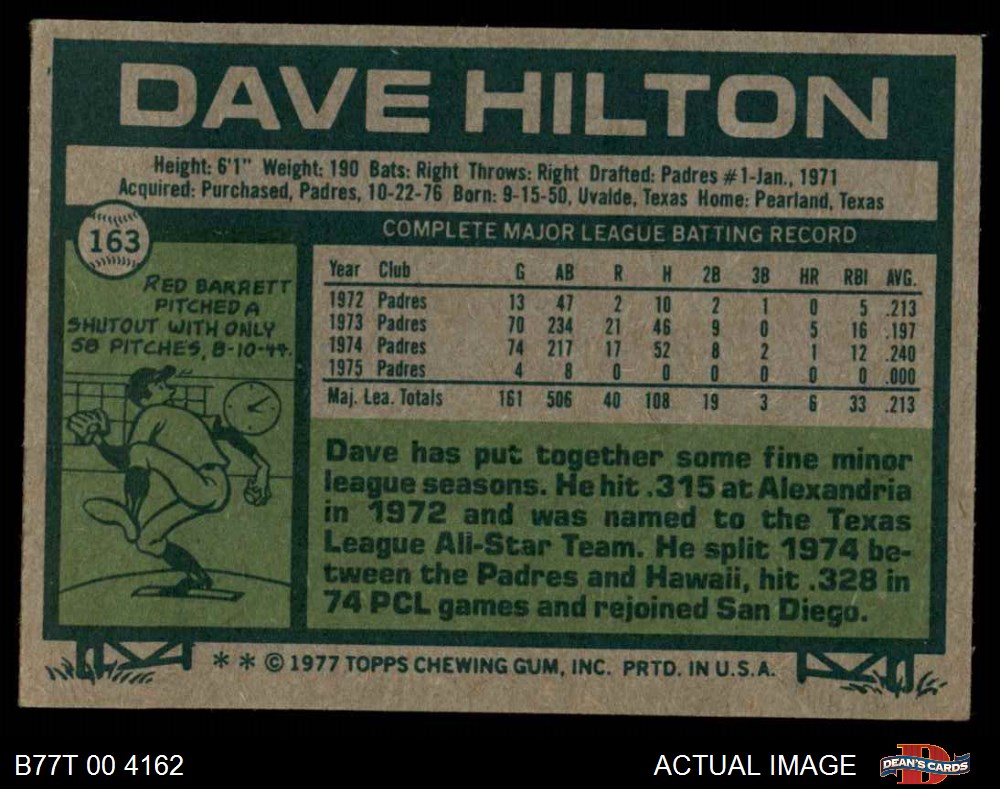 DAVE HILTON
Height: 6'1" Weight: 190 Bats: Right Throws: Right Drafted: Padres #1-Jan., 1971
Acquired: Purchased, Padres, 10-22-76 Born: 9-15-50, Uvalde, Texas Home: Pearland, Texas
163
RED BARRETT
PITCHED A
SHUTOUT WITH ONLY
58 PITCHES, 8-10-44.
COMPLETE MAJOR LEAGUE BATTING RECORD
Year Club G AB R H 2B 3B HR RBI AVG.
1972 Padres 13 47 2 10 2 1 0 5 .213
1973 Padres 70 234 21 46 9 0 5 16 .197
1974 Padres 74 217 17 52 8 2 1 12 .240
1975 Padres 4 8 0 0 0 0 0 0 .000
Maj. Lea. Totals 161 506 40 108 19 3 6 33 .213
Dave has put together some fine minor
league seasons. He hit .315 at Alexandria
in 1972 and was named to the Texas
League All-Star Team. He split 1974 be-
tween the Padres and Hawaii, hit .328 in
74 PCL games and rejoined San Diego.
* * © 1977 TOPPS CHEWING GUM, INC. PRTD. IN U.S.A.
B77T 00 4162
ACTUAL IMAGE
D
DEAN'S CARDS